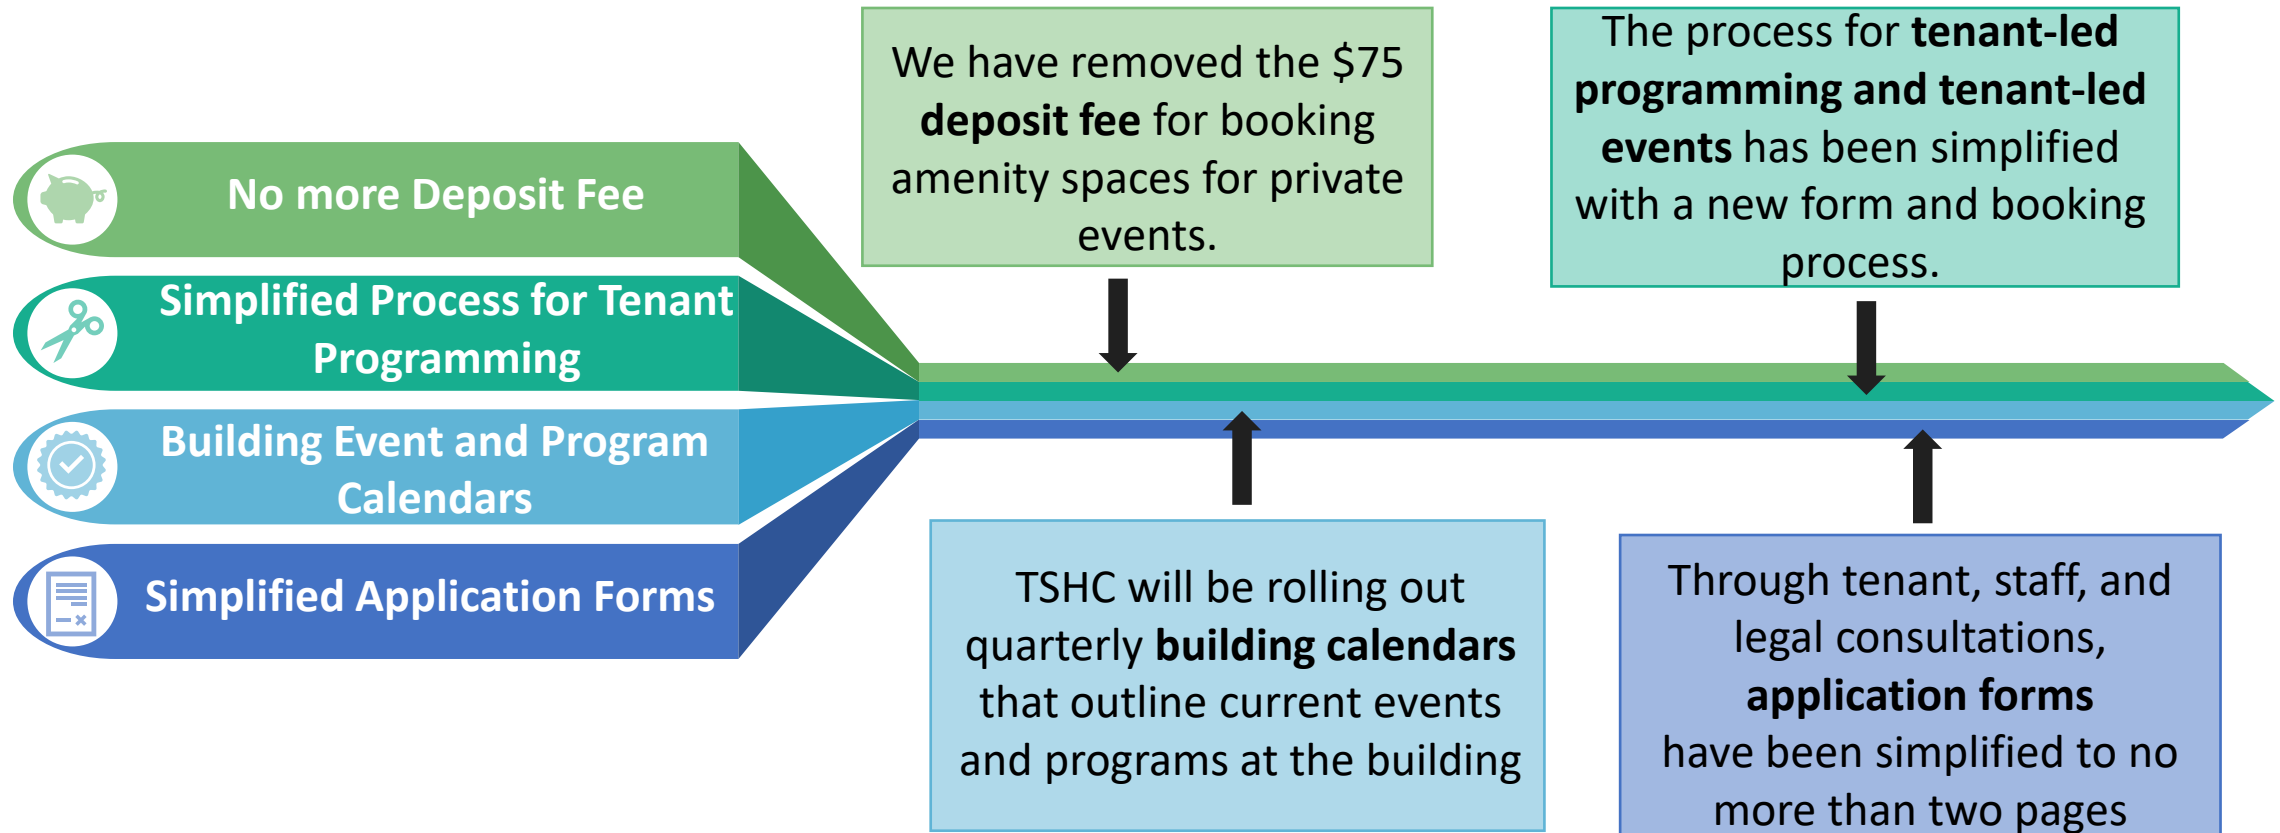 No more Deposit Fee
Simplified Process for Tenant
Programming
Building Event and Program
Calendars
Simplified Application Forms
We have removed the $75
deposit fee for booking
amenity spaces for private
events.
The process for tenant-led
programming and tenant-led
events has been simplified
with a new form and booking
process.
TSHC will be rolling out
quarterly building calendars
that outline current events
and programs at the building
Through tenant, staff, and
legal consultations,
application forms
have been simplified to no
more than two pages